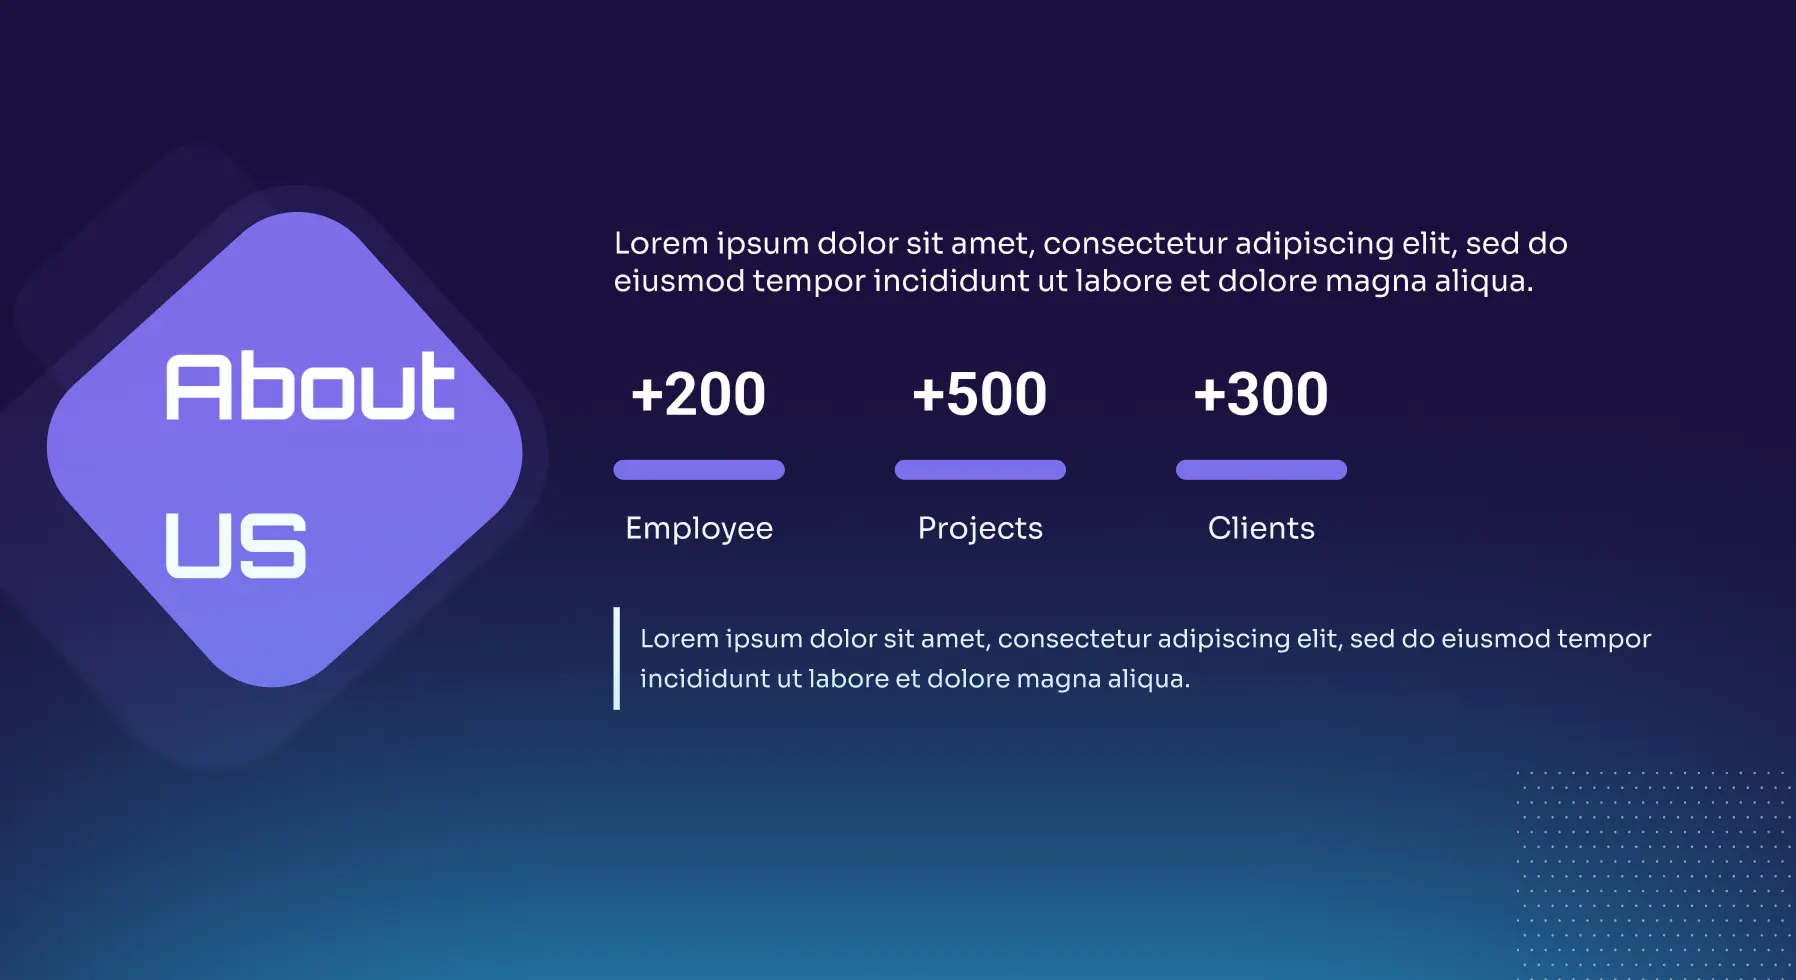 About
us
Lorem ipsum dolor sit amet, consectetur adipiscing elit, sed do
eiusmod tempor incididunt ut labore et dolore magna aliqua.
+200
+500
+300
Employee
Projects
Clients
Lorem ipsum dolor sit amet, consectetur adipiscing elit, sed do eiusmod tempor
incididunt ut labore et dolore magna aliqua.